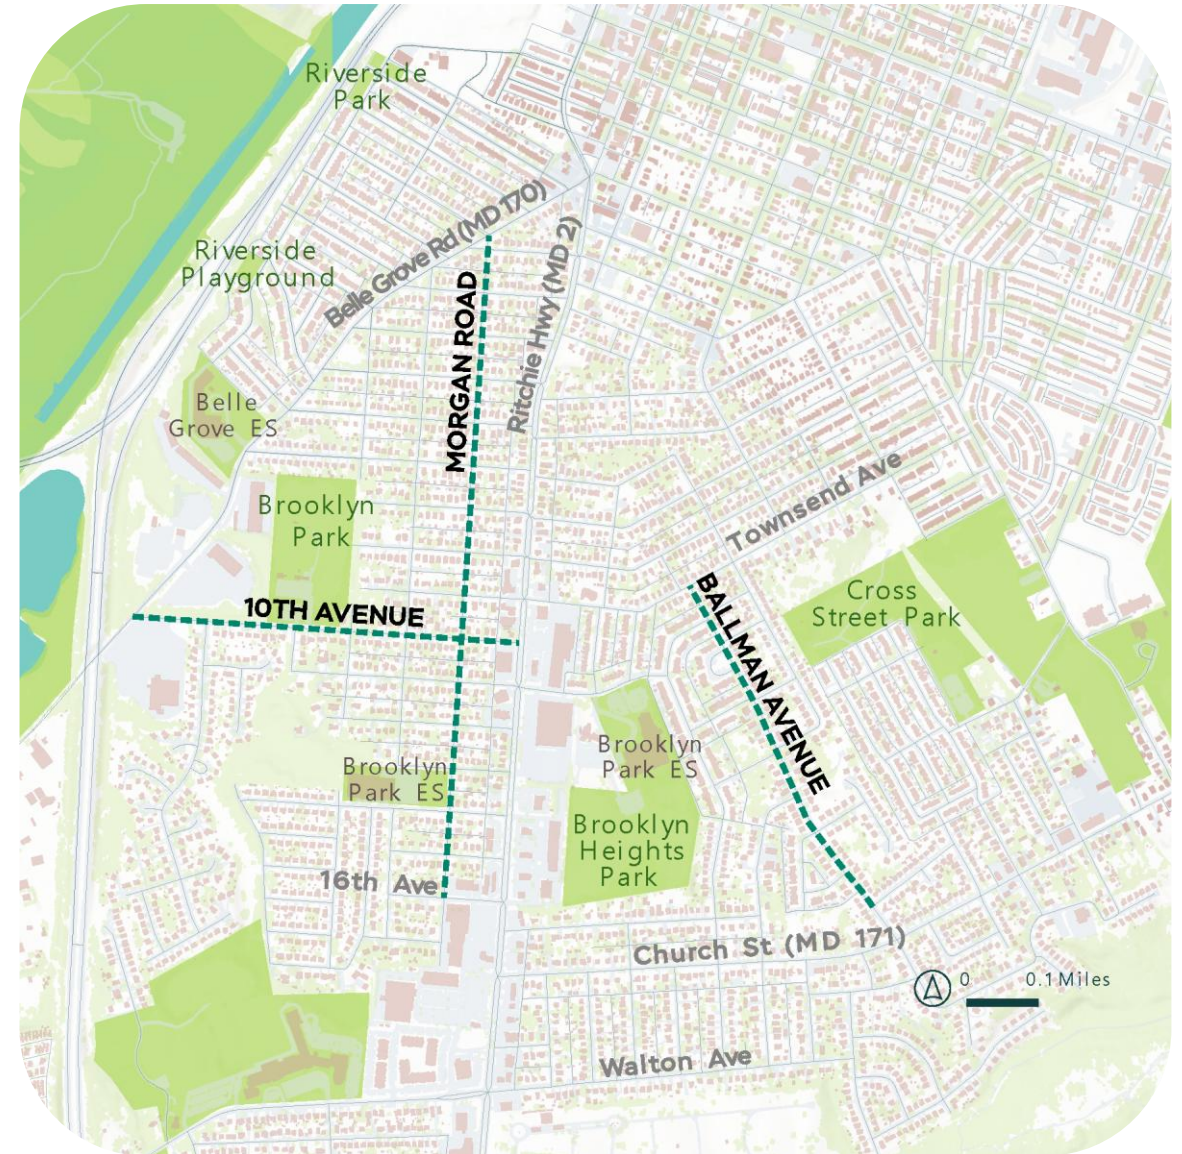 Riverside
Park
Riverside
Playground
Belle Grove Rd (MD 170)
Ritchie Hwy (MD 2)
MORGAN ROAD
Belle
Grove ES
Brooklyn
Park
Townsend Ave
10TH AVENUE
BALLMAN AVENUE
Cross
Street Park
Brooklyn
Park ES
Brooklyn
Park ES
Brooklyn
Heights
Park
16th Ave
Church St (MD 171)
0 0.1 Miles
Walton Ave